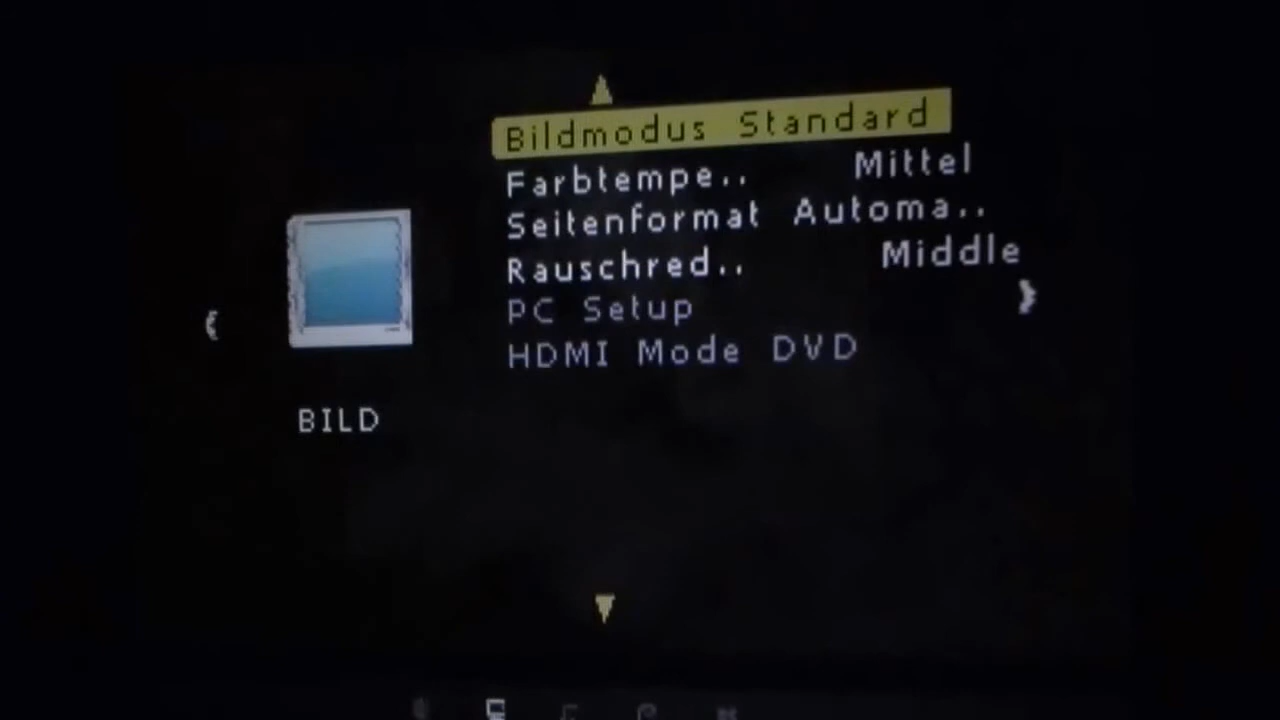 Bildmodus Standard
Farbtempe.. Mittel
Seitenformat Automa..
Rauschred.. Middle
PC Setup
HDMI Mode DVD
BILD